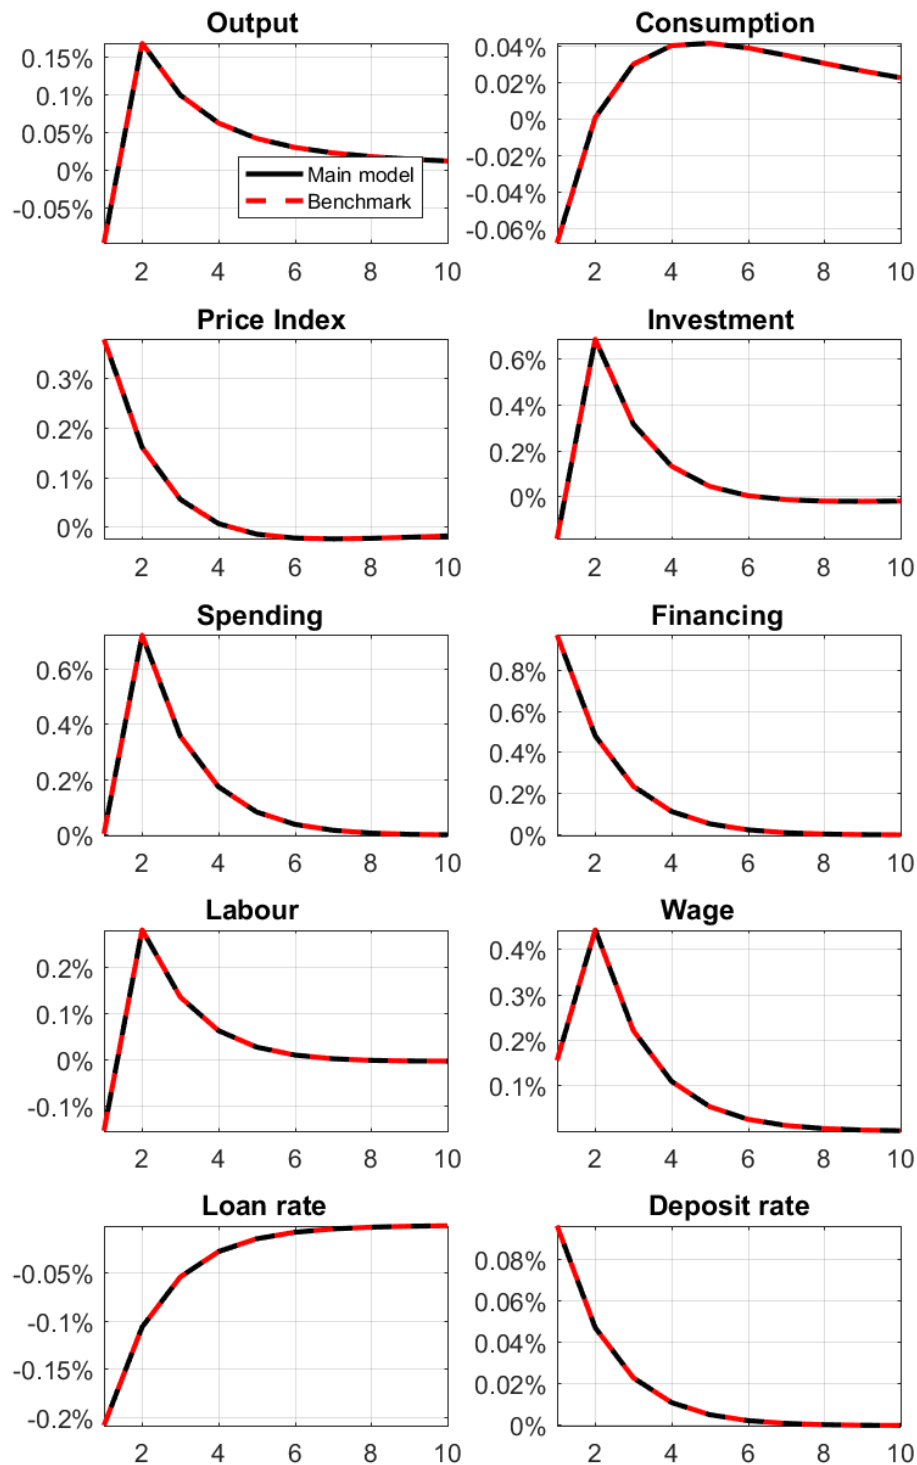 Output
0.15%
0.1%
0.05%
0%
-0.05%
Main model
Benchmark
2 4 6 8 10
Consumption
0.04%
0.02%
0%
-0.02%
-0.04%
-0.06%
2 4 6 8 10
Price Index
0.3%
0.2%
0.1%
0%
2 4 6 8 10
Investment
0.6%
0.4%
0.2%
0%
2 4 6 8 10
Spending
0.6%
0.4%
0.2%
0%
2 4 6 8 10
Financing
0.8%
0.6%
0.4%
0.2%
0%
2 4 6 8 10
Labour
0.2%
0.1%
0%
-0.1%
2 4 6 8 10
Wage
0.4%
0.3%
0.2%
0.1%
2 4 6 8 10
Loan rate
-0.05%
-0.1%
-0.15%
-0.2%
2 4 6 8 10
Deposit rate
0.08%
0.06%
0.04%
0.02%
0%
2 4 6 8 10